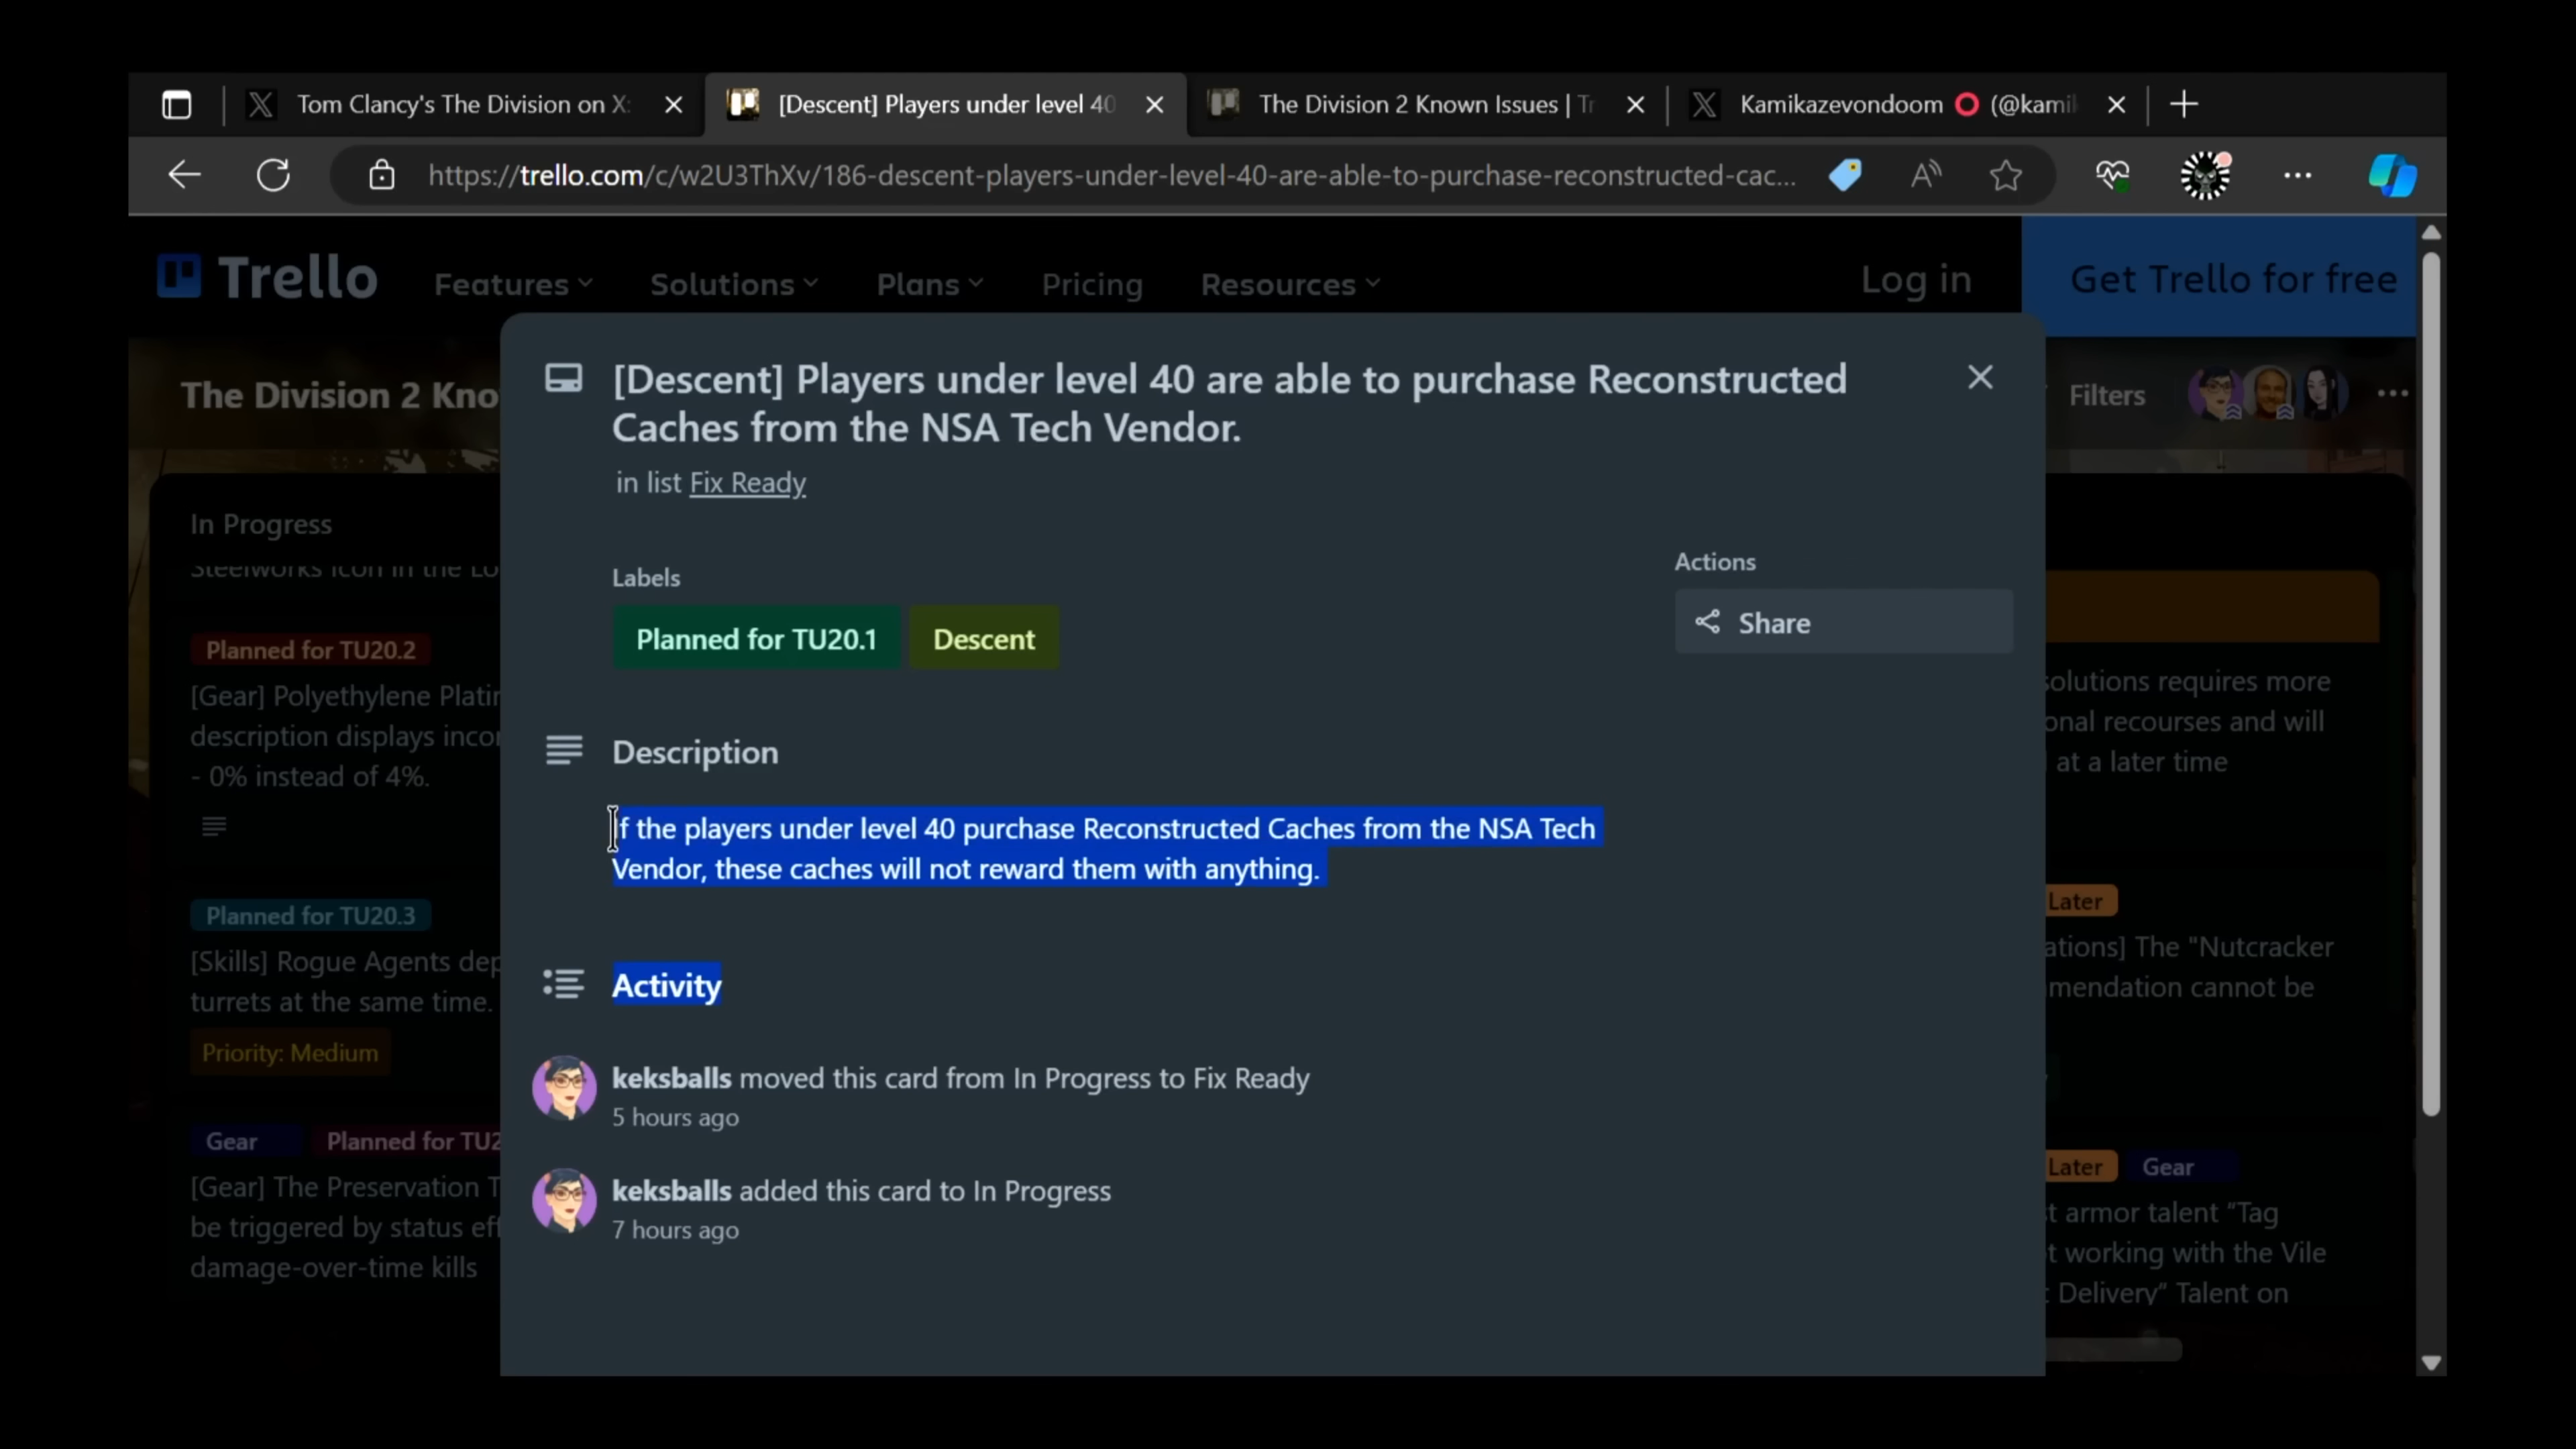 Tom Clancy's The Division on X:
[Descent] Players under level 40
The Division 2 Known Issues | Tr
Kamikazevondoom (@kamil
https://trello.com/c/w2U3ThXv/186-descent-players-under-level-40-are-able-to-purchase-reconstructed-cac...
Trello
Features
Solutions
Plans
Pricing
Resources
Log in
Get Trello for free
The Division 2 Kno
Filters
[Descent] Players under level 40 are able to purchase Reconstructed
Caches from the NSA Tech Vendor.
in list Fix Ready
Labels
Planned for TU20.1
Descent
Actions
Share
Description
If the players under level 40 purchase Reconstructed Caches from the NSA Tech
Vendor, these caches will not reward them with anything.
Activity
keksballs moved this card from In Progress to Fix Ready
5 hours ago
keksballs added this card to In Progress
7 hours ago
In Progress
Steelworks icon in the Lo
Planned for TU20.2
[Gear] Polyethylene Platin
description displays incor
- 0% instead of 4%.
Planned for TU20.3
[Skills] Rogue Agents dep
turrets at the same time.
Priority: Medium
Gear
Planned for TU2
[Gear] The Preservation T
be triggered by status eff
damage-over-time kills
solutions requires more
onal recourses and will
at a later time
Later
ations] The "Nutcracker
mendation cannot be
Later
Gear
t armor talent "Tag
t working with the Vile
Delivery" Talent on